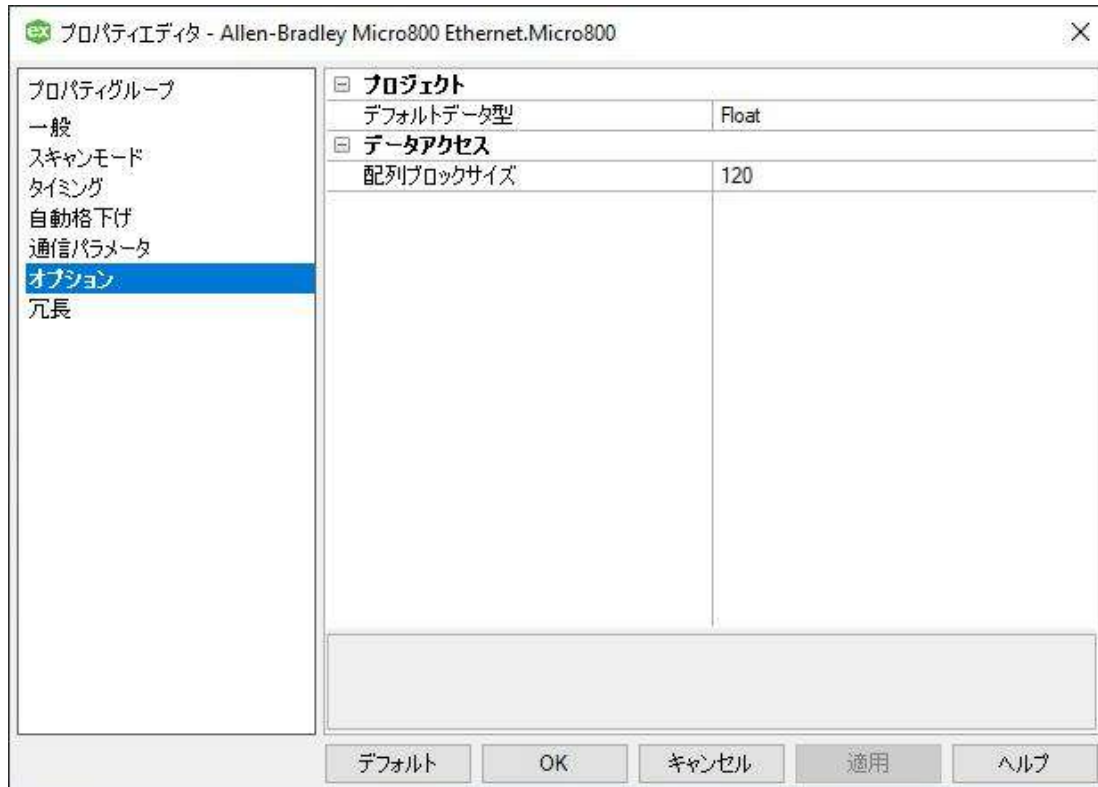 プロパティエディタ - Allen-Bradley Micro800 Ethernet.Micro800
プロパティグループ
一般
スキャンモード
タイミング
自動格下げ
通信パラメータ
オプション
冗長
プロジェクト
デフォルトデータ型 Float
データアクセス
配列ブロックサイズ 120
デフォルト OK キャンセル 適用 ヘルプ